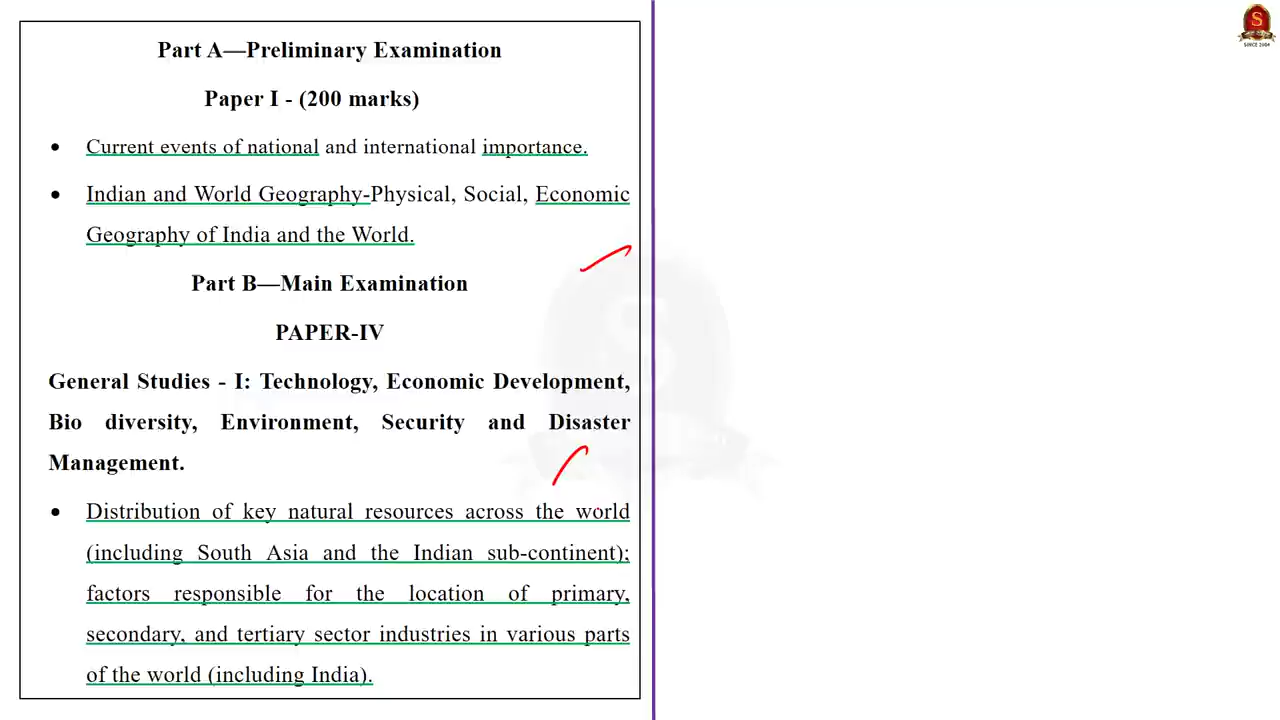 Part A—Preliminary Examination
Paper I - (200 marks)
• Current events of national and international importance.
• Indian and World Geography-Physical, Social, Economic
Geography of India and the World.
Part B—Main Examination
PAPER-IV
General Studies - I: Technology, Economic Development,
Bio diversity, Environment, Security and Disaster
Management.
• Distribution of key natural resources across the world
(including South Asia and the Indian sub-continent);
factors responsible for the location of primary,
secondary, and tertiary sector industries in various parts
of the world (including India).
S
SINCE 2004